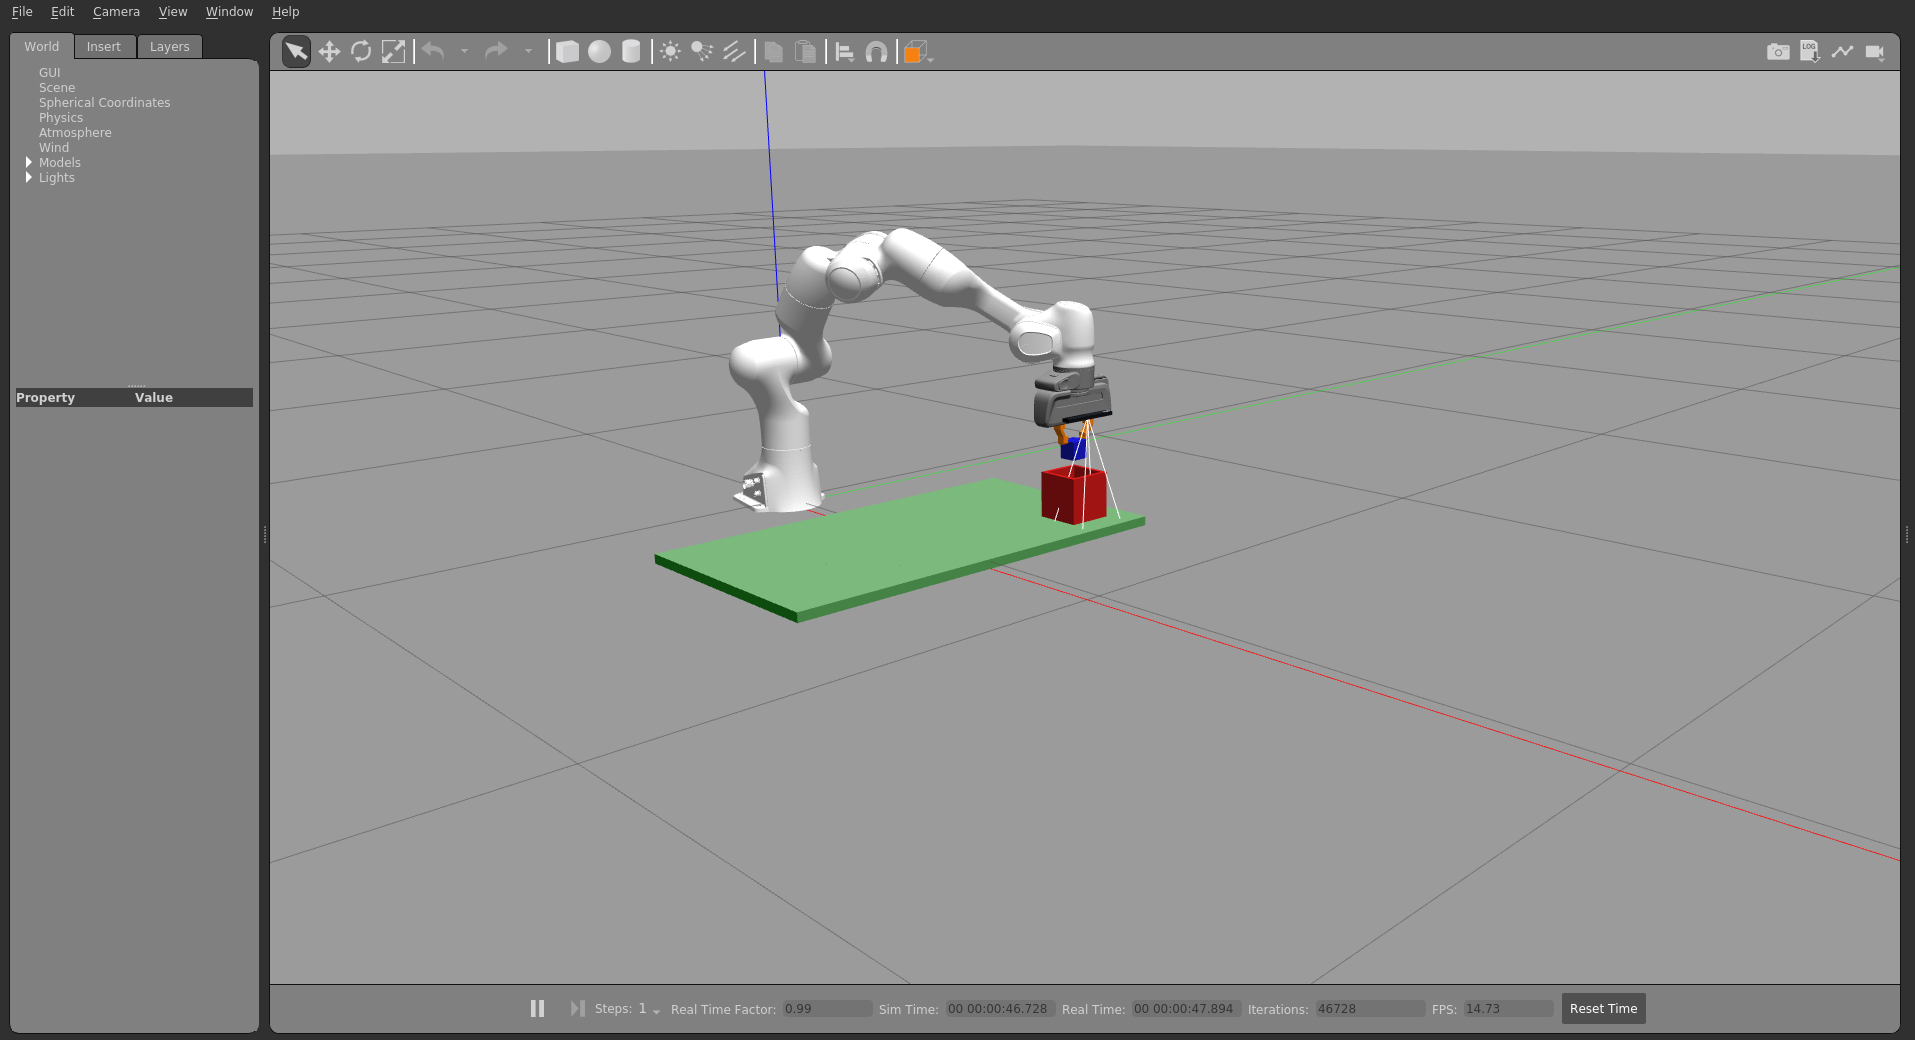 File Edit Camera View Window Help
World Insert Layers
GUI
Scene
Spherical Coordinates
Physics
Atmosphere
Wind
Models
Lights
Property Value
LOG
Steps: 1 Real Time Factor: 0.99 Sim Time: 00 00:00:46.728 Real Time: 00 00:00:47.894 Iterations: 46728 FPS: 14.73 Reset Time